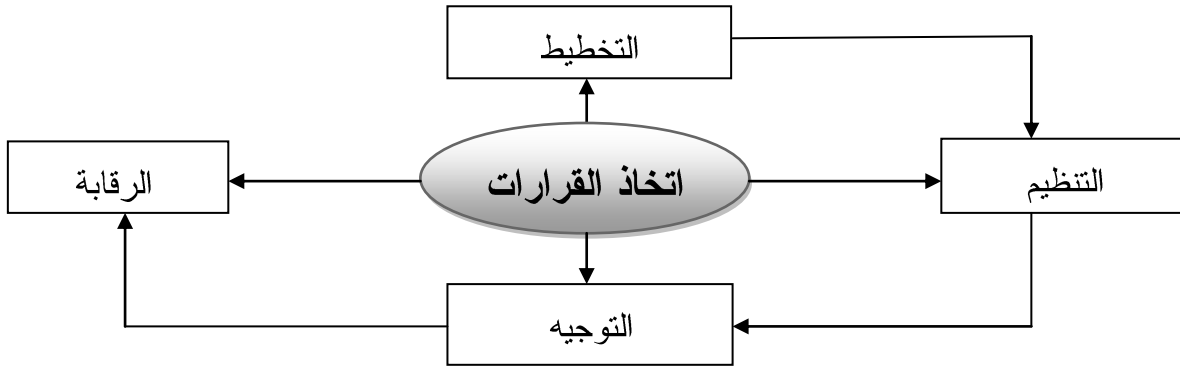 التخطيط
التنظيم
اتخاذ القرارات
الرقابة
التوجيه